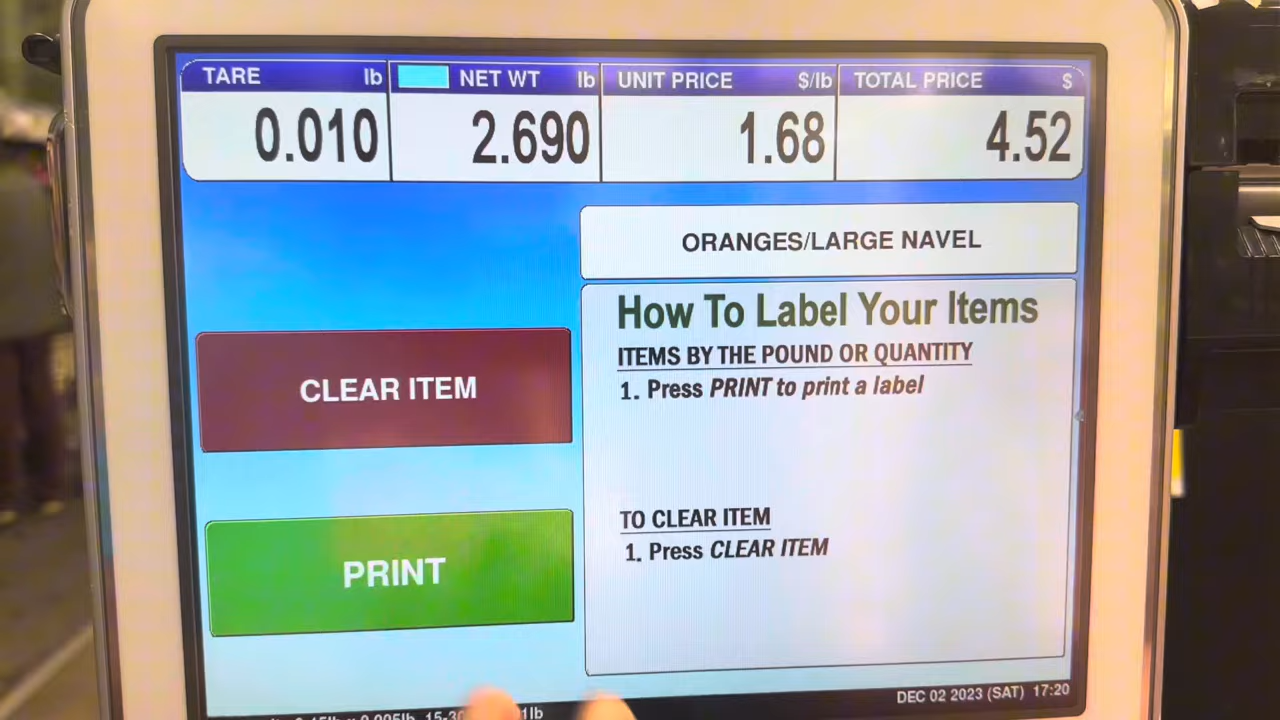 TARE lb NET WT lb UNIT PRICE $/lb TOTAL PRICE $
0.010 2.690 1.68 4.52
ORANGES/LARGE NAVEL
How To Label Your Items
ITEMS BY THE POUND OR QUANTITY
1. Press PRINT to print a label
CLEAR ITEM
TO CLEAR ITEM
1. Press CLEAR ITEM
PRINT
DEC 02 2023 (SAT) 17:20